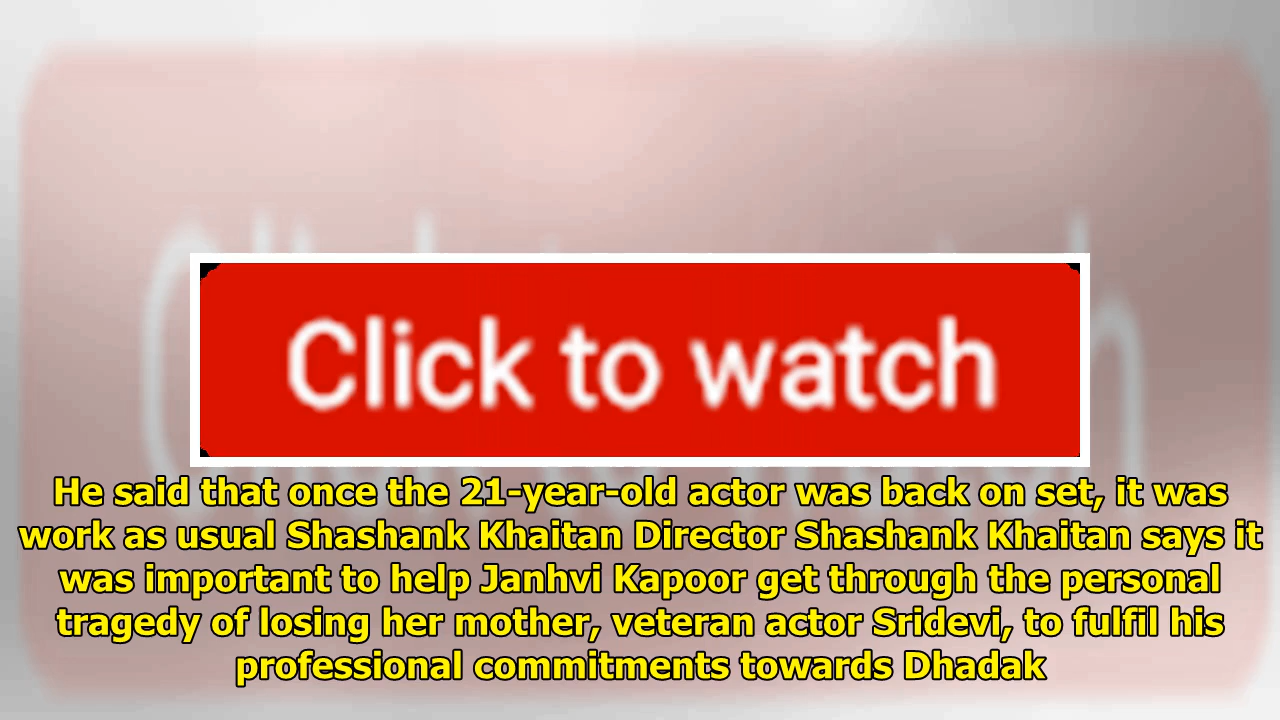 Click to watch
He said that once the 21-year-old actor was back on set, it was
work as usual Shashank Khaitan Director Shashank Khaitan says it
was important to help Janhvi Kapoor get through the personal
tragedy of losing her mother, veteran actor Sridevi, to fulfil his
professional commitments towards Dhadak